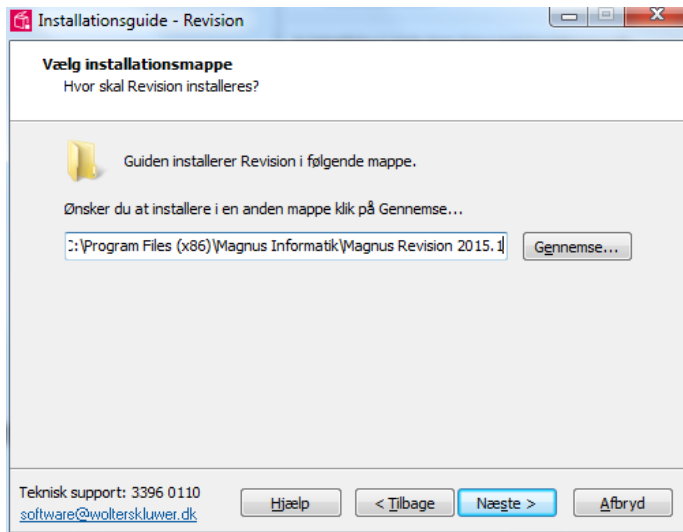 Installationsguide - Revision
Vælg installationsmappe
Hvor skal Revision installeres?
Guiden installerer Revision i følgende mappe.
Ønsker du at installere i en anden mappe klik på Gennemse...
C:\Program Files (x86)\Magnus Informatik\Magnus Revision 2015.1
Gennemse...
Teknisk support: 3396 0110
software@wolterskluwer.dk
Hjælp
< Tilbage
Næste >
Afbryd